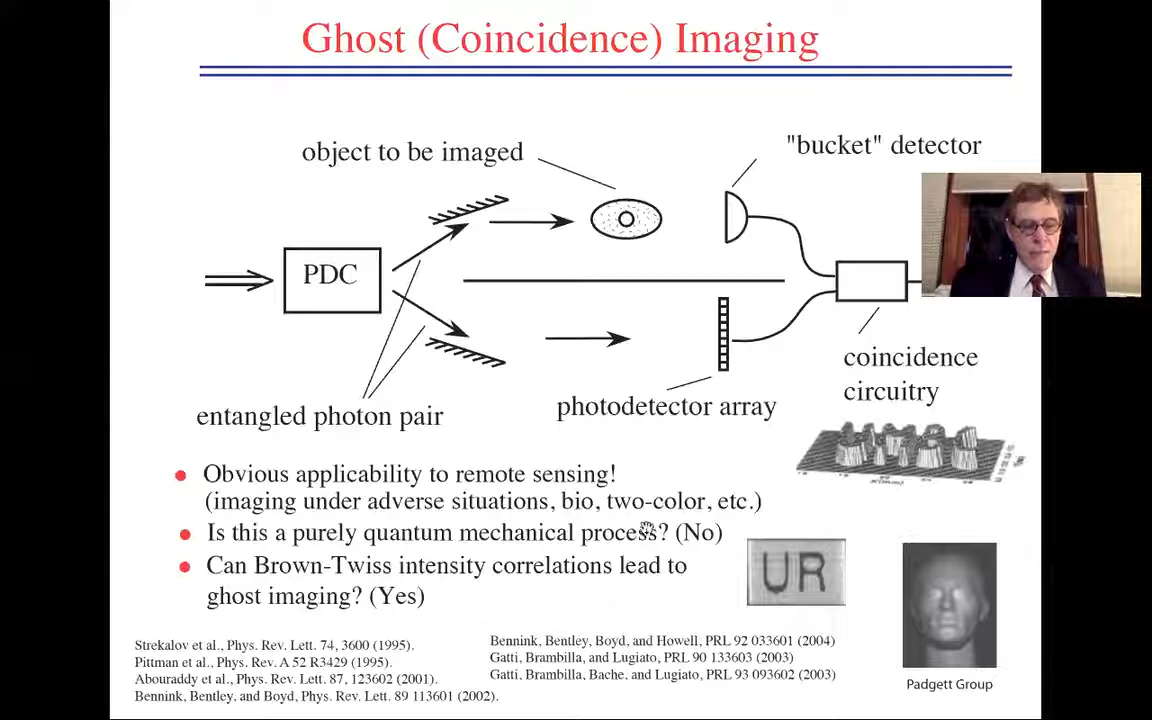 Ghost (Coincidence) Imaging
object to be imaged
"bucket" detector
PDC
coincidence
circuitry
entangled photon pair
photodetector array
Obvious applicability to remote sensing!
(imaging under adverse situations, bio, two-color, etc.)
Is this a purely quantum mechanical process? (No)
Can Brown-Twiss intensity correlations lead to
ghost imaging? (Yes)
UR
Strekalov et al., Phys. Rev. Lett. 74, 3600 (1995).
Pittman et al., Phys. Rev. A 52 R3429 (1995).
Abouraddy et al., Phys. Rev. Lett. 87, 123602 (2001).
Bennink, Bentley, and Boyd, Phys. Rev. Lett. 89 113601 (2002).
Bennink, Bentley, Boyd, and Howell, PRL 92 033601 (2004)
Gatti, Brambilla, and Lugiato, PRL 90 133603 (2003)
Gatti, Brambilla, Bache, and Lugiato, PRL 93 093602 (2003)
Padgett Group